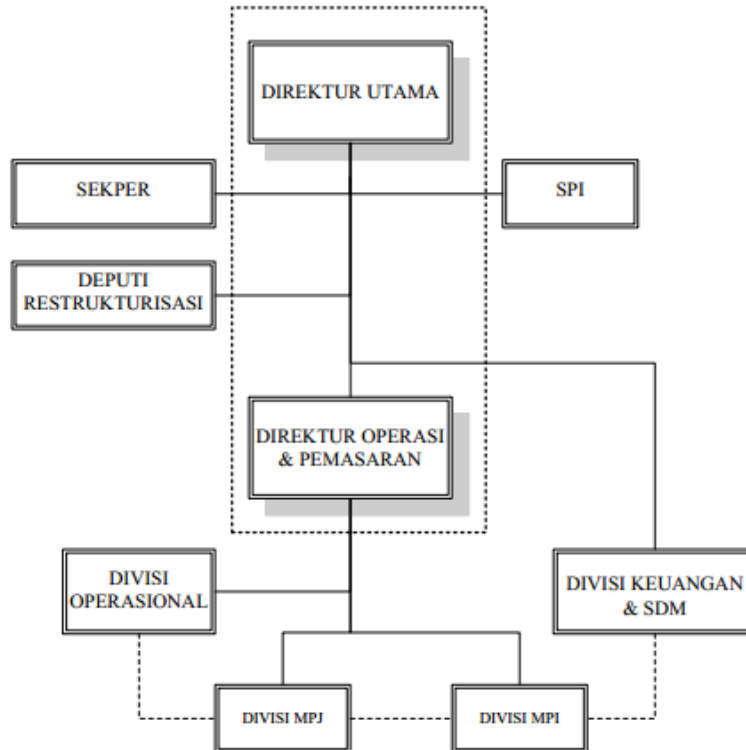 DIREKTUR UTAMA
SEKPER
SPI
DEPUTI
RESTRUKTURISASI
DIREKTUR OPERASI
& PEMASARAN
DIVISI
OPERASIONAL
DIVISI KEUANGAN
& SDM
DIVISI MPJ
DIVISI MPI